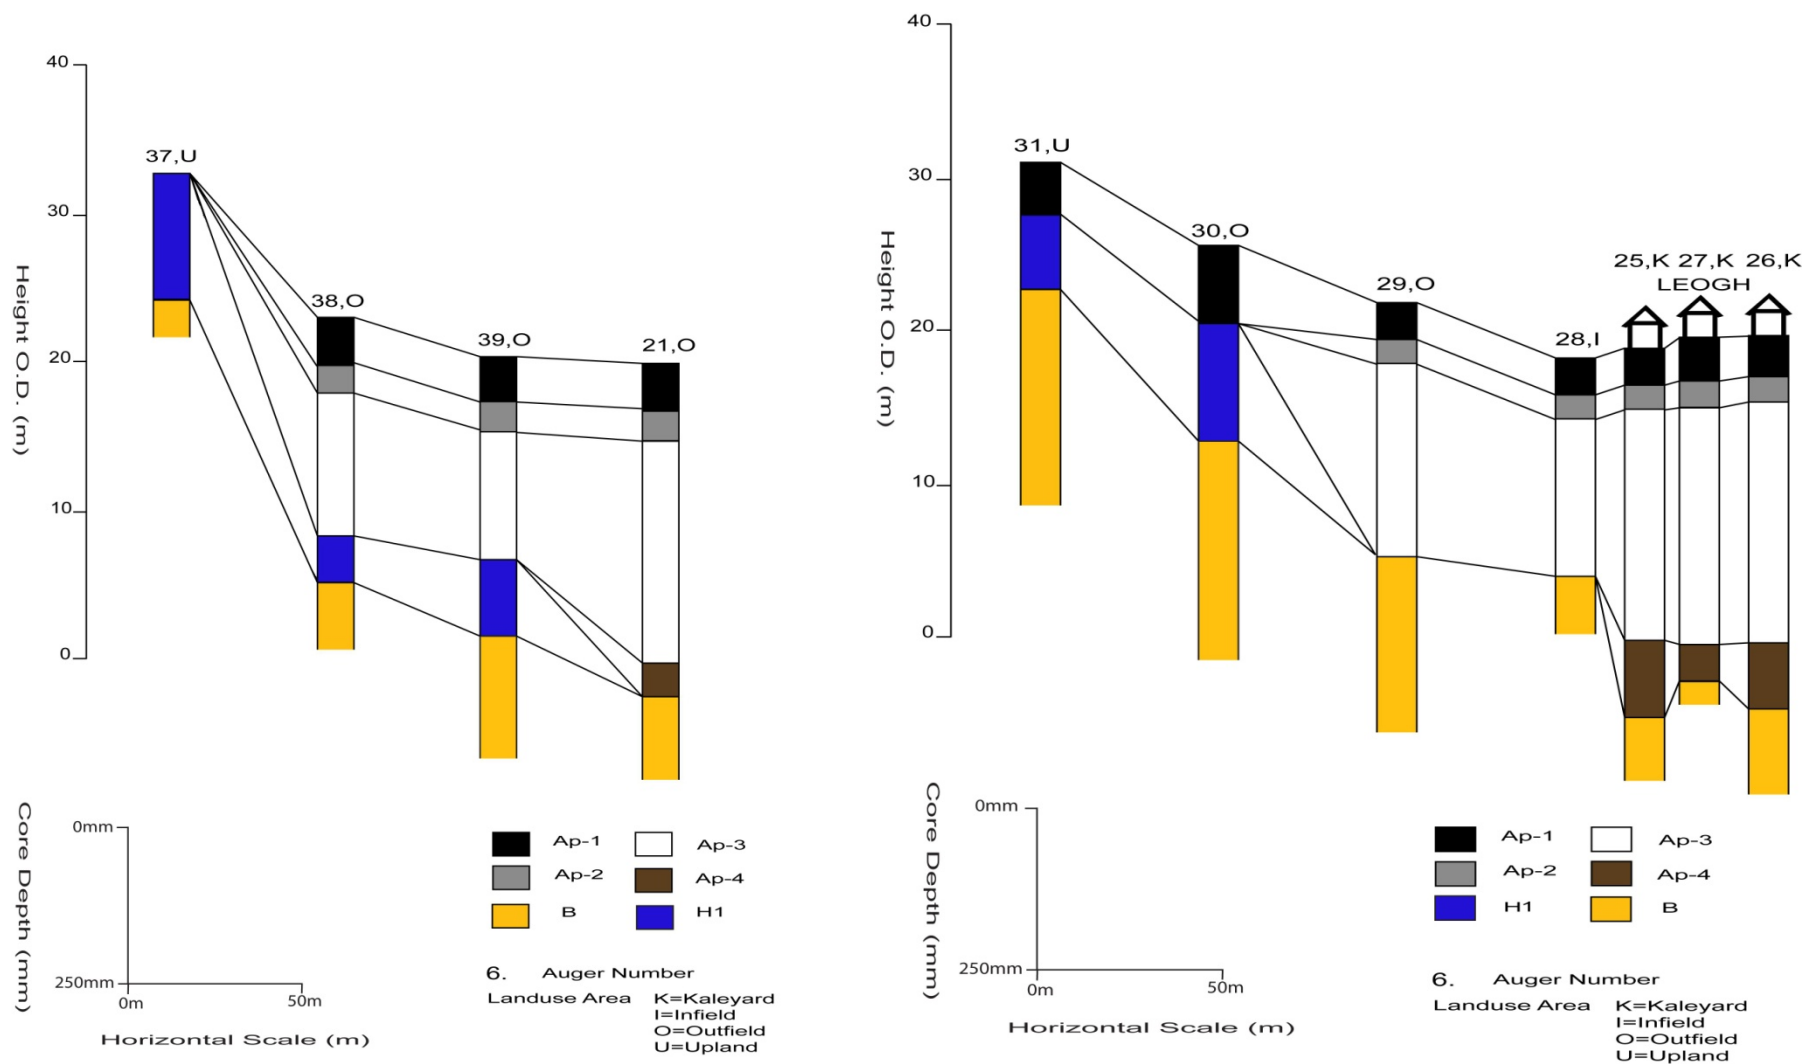 40
30
20
10
0
Height O.D. (m)
37,U
38,O
39,O
21,O
Core Depth (mm)
0mm
250mm
0m
50m
Horizontal Scale (m)
Ap-1
Ap-3
Ap-2
Ap-4
B
H1
6. Auger Number
Landuse Area K=Kaleyard
I=Infield
O=Outfield
U=Upland
40
30
20
10
0
Height O.D. (m)
31,U
30,O
29,O
28,I
25,K 27,K 26,K
LEOGH
Core Depth (mm)
0mm
250mm
0m
50m
Horizontal Scale (m)
Ap-1
Ap-3
Ap-2
Ap-4
H1
B
6. Auger Number
Landuse Area K=Kaleyard
I=Infield
O=Outfield
U=Upland